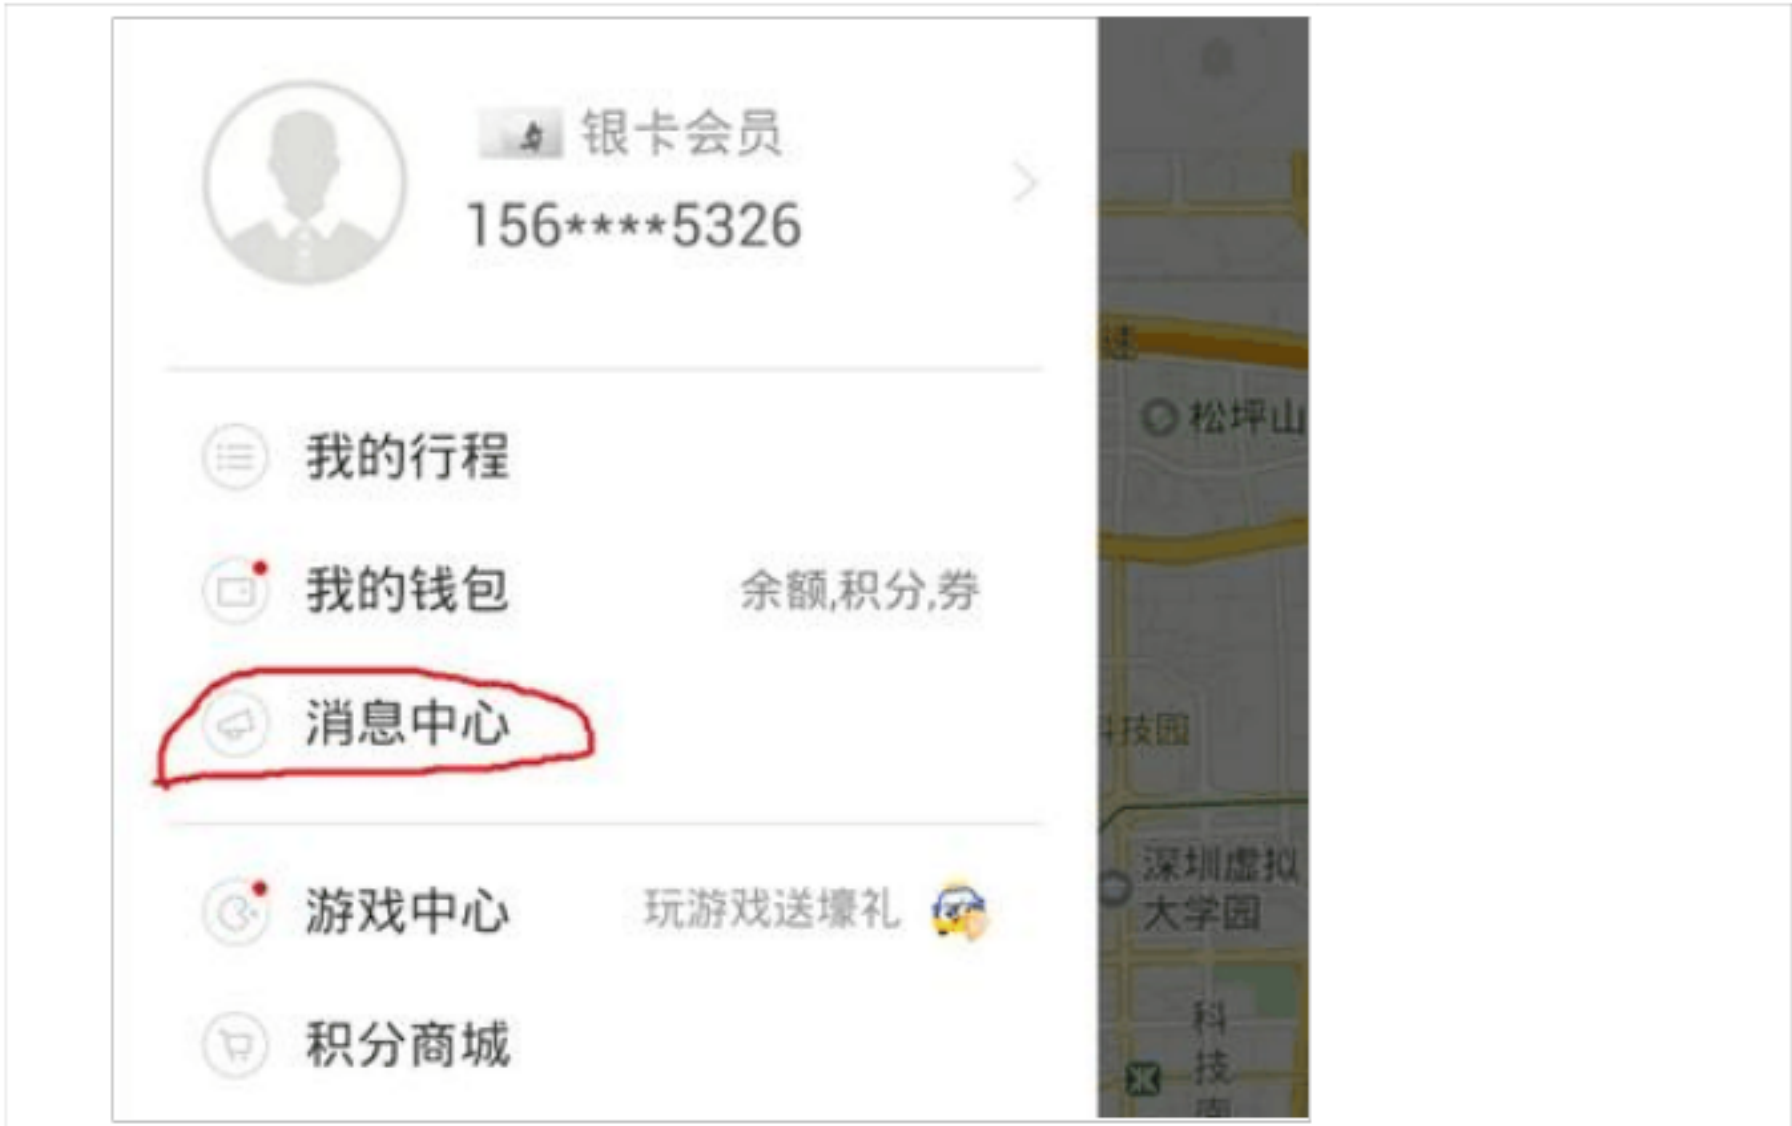 银卡会员
156****5326
我的行程
我的钱包 余额,积分,券
消息中心
游戏中心 玩游戏送壕礼
积分商城
速
松坪山
科技园
深圳虚拟
大学园
科
技
南